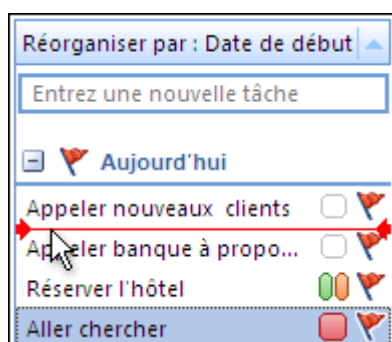 Réorganiser par : Date de début
Entrez une nouvelle tâche
Aujourd'hui
Appeler nouveaux clients
Appeler banque à propo...
Réserver l'hôtel
Aller chercher